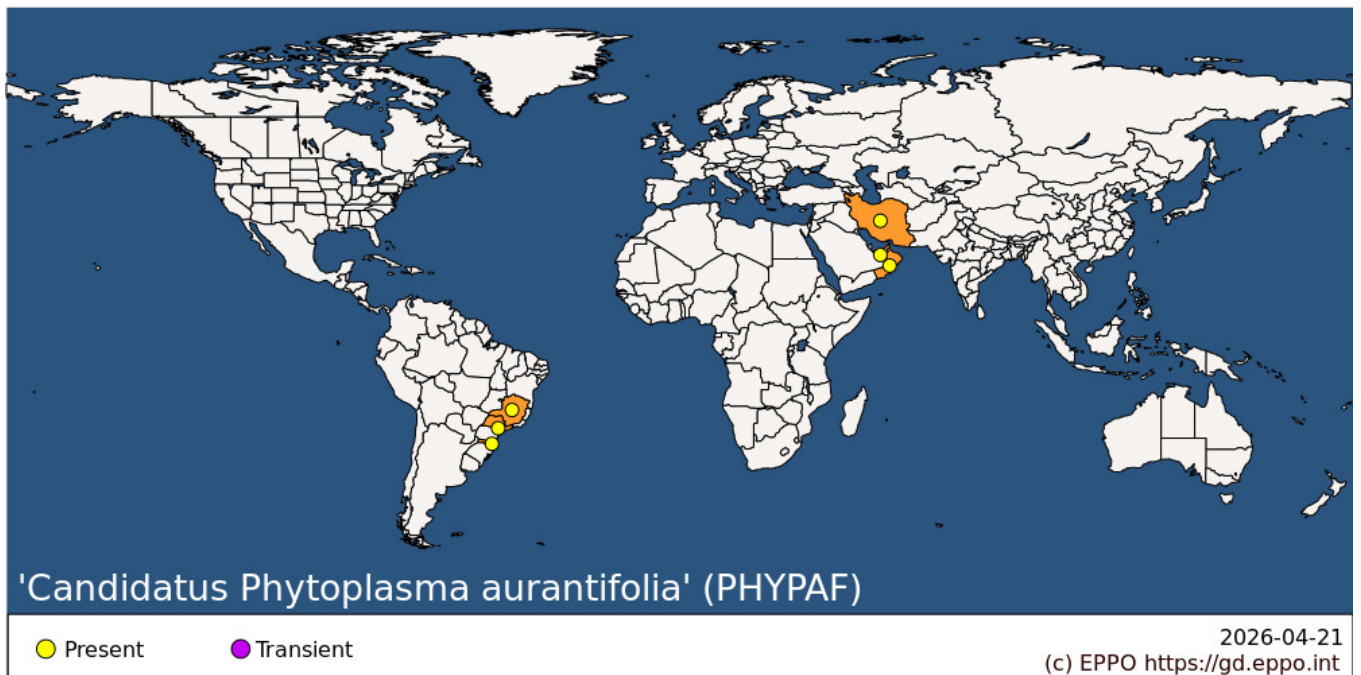 'Candidatus Phytoplasma aurantifolia' (PHYPAF)
Present
Transient
2026-04-21
(c) EPPO https://gd.eppo.int